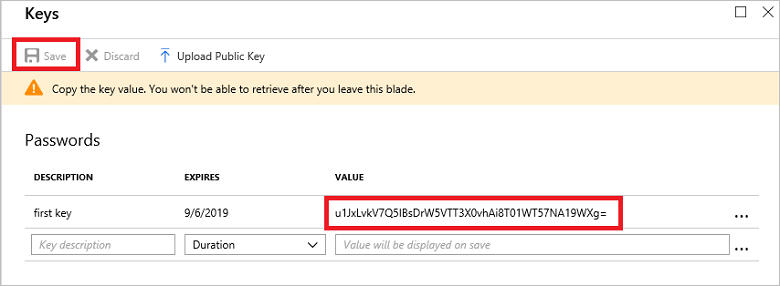 Keys
Save Discard Upload Public Key
Copy the key value. You won't be able to retrieve after you leave this blade.
Passwords
DESCRIPTION EXPIRES VALUE
first key 9/6/2019 u1JxLvkV7Q5IBsDrW5VTT3X0vhAi8T01WT57NA19WXg= ...
Key description Duration Value will be displayed on save ...